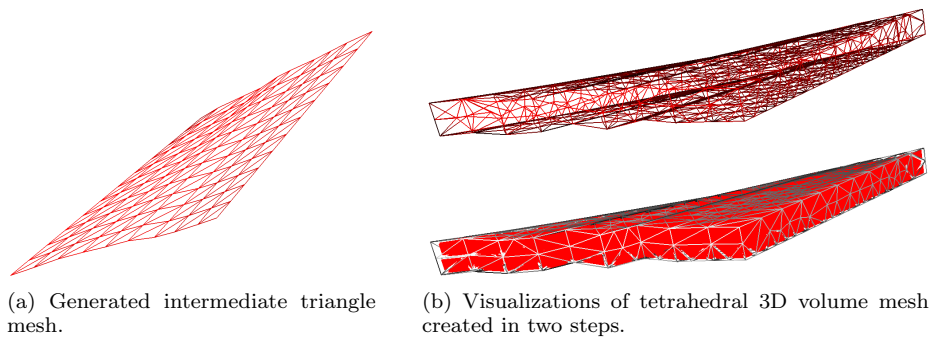 (a) Generated intermediate triangle
mesh.
(b) Visualizations of tetrahedral 3D volume mesh
created in two steps.